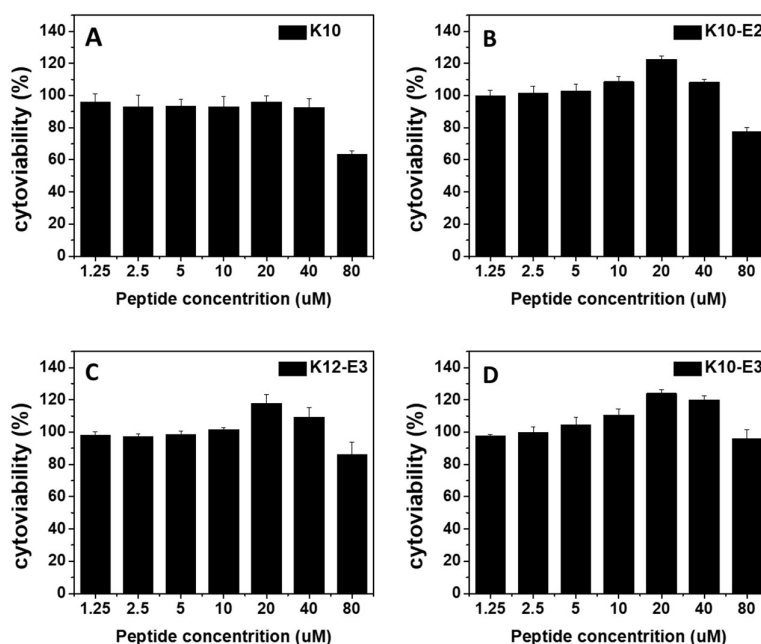 A
K10
140
120
100
80
60
40
20
0
cytoviability (%)
1.25 2.5 5 10 20 40 80
Peptide concentrition (uM)
B
K10-E2
140
120
100
80
60
40
20
0
cytoviability (%)
1.25 2.5 5 10 20 40 80
Peptide concentrition (uM)
C
K12-E3
140
120
100
80
60
40
20
0
cytoviability (%)
1.25 2.5 5 10 20 40 80
Peptide concentrition (uM)
D
K10-E3
140
120
100
80
60
40
20
0
cytoviability (%)
1.25 2.5 5 10 20 40 80
Peptide concentrition (uM)